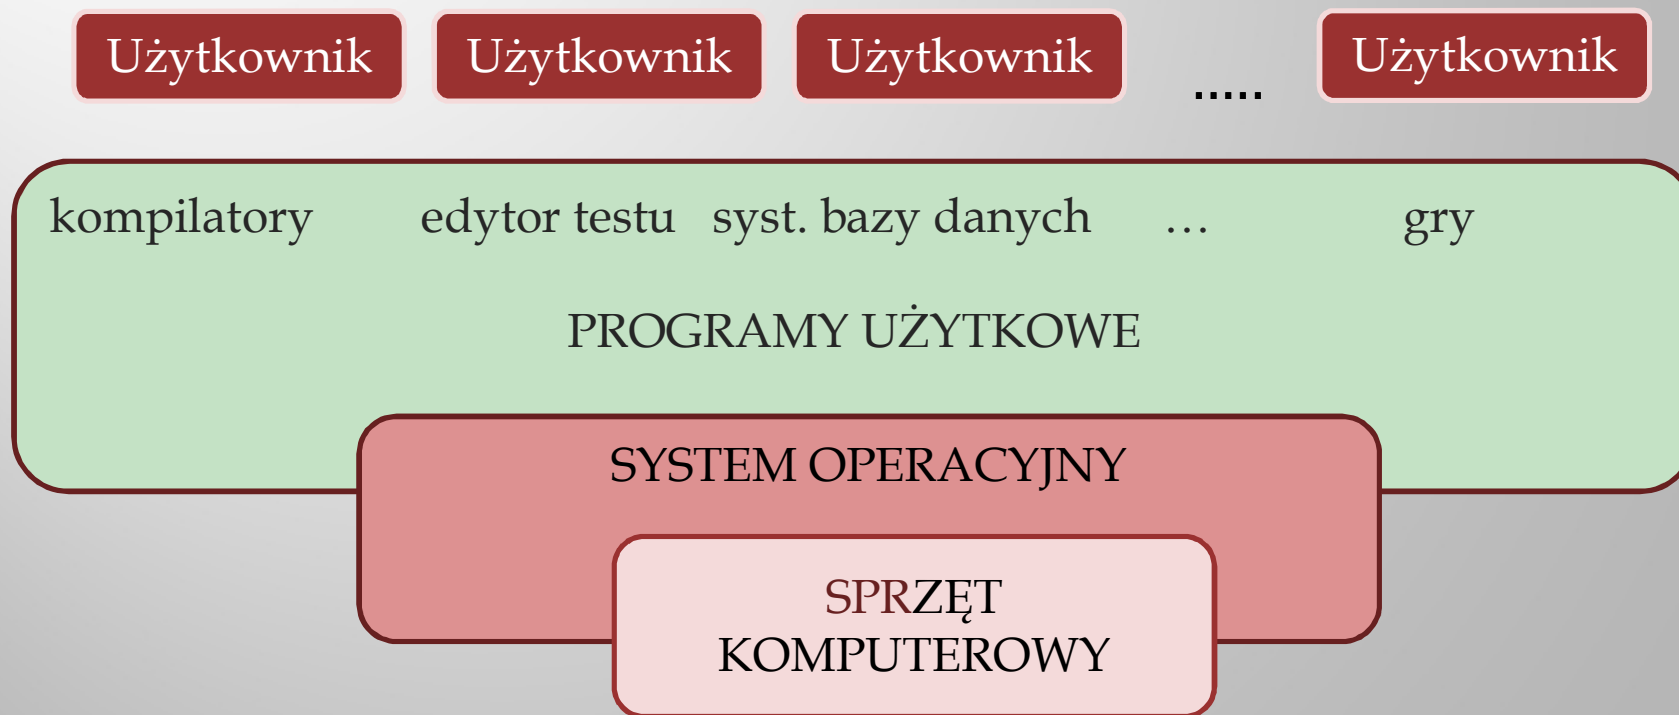 Użytkownik Użytkownik Użytkownik ..... Użytkownik
kompilatory edytor testu syst. bazy danych … gry
PROGRAMY UŻYTKOWE
SYSTEM OPERACYJNY
SPRZĘT
KOMPUTEROWY